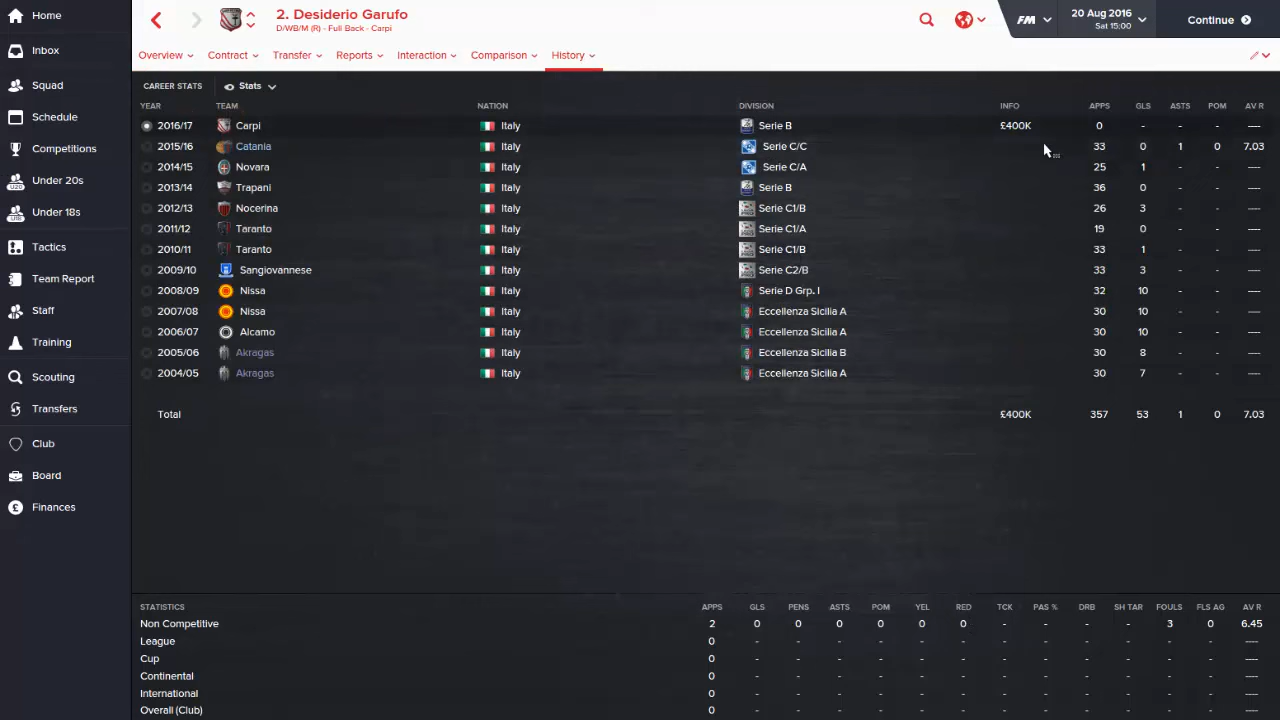 Home
2. Desiderio Garufo
D/WB/M (R) - Full Back - Carpi
FM
20 Aug 2016
Sat 15:00
Continue
Inbox
Overview Contract Transfer Reports Interaction Comparison History
Squad
CAREER STATS Stats
YEAR TEAM NATION DIVISION INFO APPS GLS ASTS POM AV R
Schedule
2016/17 Carpi Italy Serie B £400K 0 - - - ----
Competitions
2015/16 Catania Italy Serie C/C 33 0 1 0 7.03
2014/15 Novara Italy Serie C/A 25 1 - - ----
Under 20s
2013/14 Trapani Italy Serie B 36 0 - - ----
Under 18s
2012/13 Nocerina Italy Serie C1/B 26 3 - - ----
2011/12 Taranto Italy Serie C1/A 19 0 - - ----
Tactics
2010/11 Taranto Italy Serie C1/B 33 1 - - ----
2009/10 Sangiovannese Italy Serie C2/B 33 3 - - ----
Team Report
2008/09 Nissa Italy Serie D Grp. I 32 10 - - ----
Staff
2007/08 Nissa Italy Eccellenza Sicilia A 30 10 - - ----
2006/07 Alcamo Italy Eccellenza Sicilia A 30 10 - - ----
Training
2005/06 Akragas Italy Eccellenza Sicilia B 30 8 - - ----
2004/05 Akragas Italy Eccellenza Sicilia A 30 7 - - ----
Scouting
Transfers
Total £400K 357 53 1 0 7.03
Club
Board
Finances
STATISTICS APPS GLS PENS ASTS POM YEL RED TCK PAS % DRB SH TAR FOULS FLS AG AV R
Non Competitive 2 0 0 0 0 0 0 - - - - 3 0 6.45
League 0 - - - - - - - - - - - - ----
Cup 0 - - - - - - - - - - - - ----
Continental 0 - - - - - - - - - - - - ----
International 0 - - - - - - - - - - - - ----
Overall (Club) 0 - - - - - - - - - - - - ----